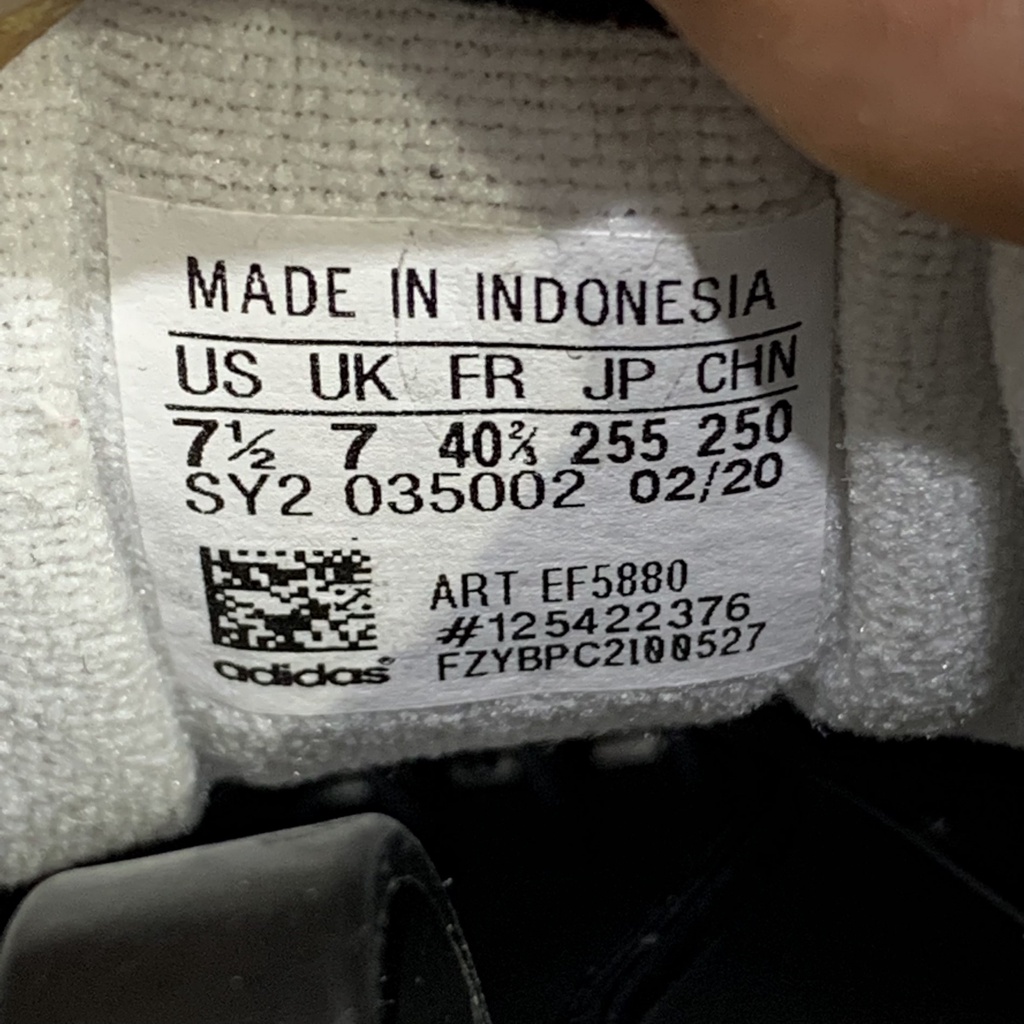 MADE IN INDONESIA
US UK FR JP CHN
7½ 7 40⅔ 255 250
SY2 035002 02/20
ART EF5880
#125422376
FZYBPC2100527
adidas®